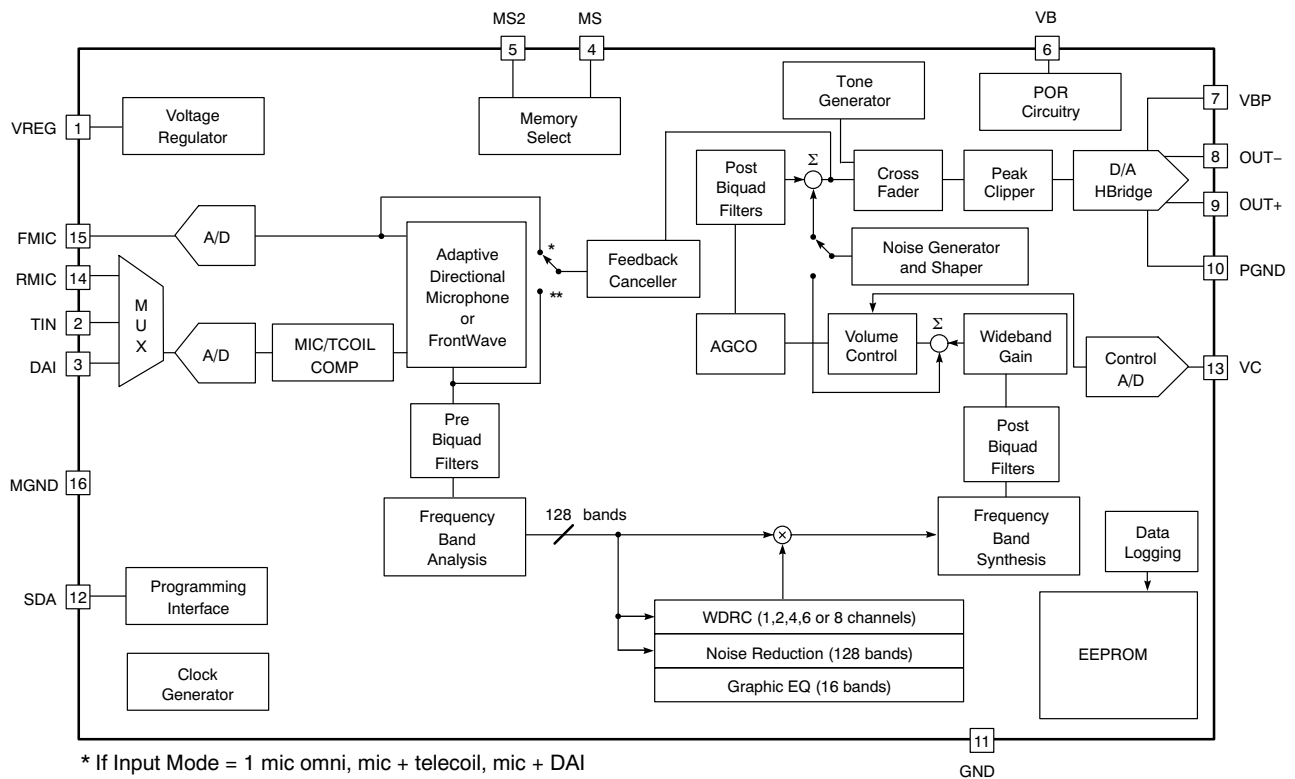 MS2 MS VB
5 4 6
VREG 1
Voltage
Regulator
Memory
Select
Tone
Generator
POR
Circuitry
7 VBP
8 OUT−
9 OUT+
10 PGND
Post
Biquad
Filters
Σ
Cross
Fader
Peak
Clipper
D/A
HBridge
FMIC 15
A/D
RMIC 14
TIN 2
DAI 3
M
U
X
A/D
MIC/TCOIL
COMP
Adaptive
Directional
Microphone
or
FrontWave
*
**
Feedback
Canceller
Noise Generator
and Shaper
AGCO
Volume
Control
Σ
Wideband
Gain
Control
A/D
13 VC
Pre
Biquad
Filters
Post
Biquad
Filters
MGND 16
Frequency
Band
Analysis
128 bands
×
Frequency
Band
Synthesis
Data
Logging
SDA 12
Programming
Interface
WDRC (1,2,4,6 or 8 channels)
Noise Reduction (128 bands)
Graphic EQ (16 bands)
EEPROM
Clock
Generator
11
GND
* If Input Mode = 1 mic omni, mic + telecoil, mic + DAI